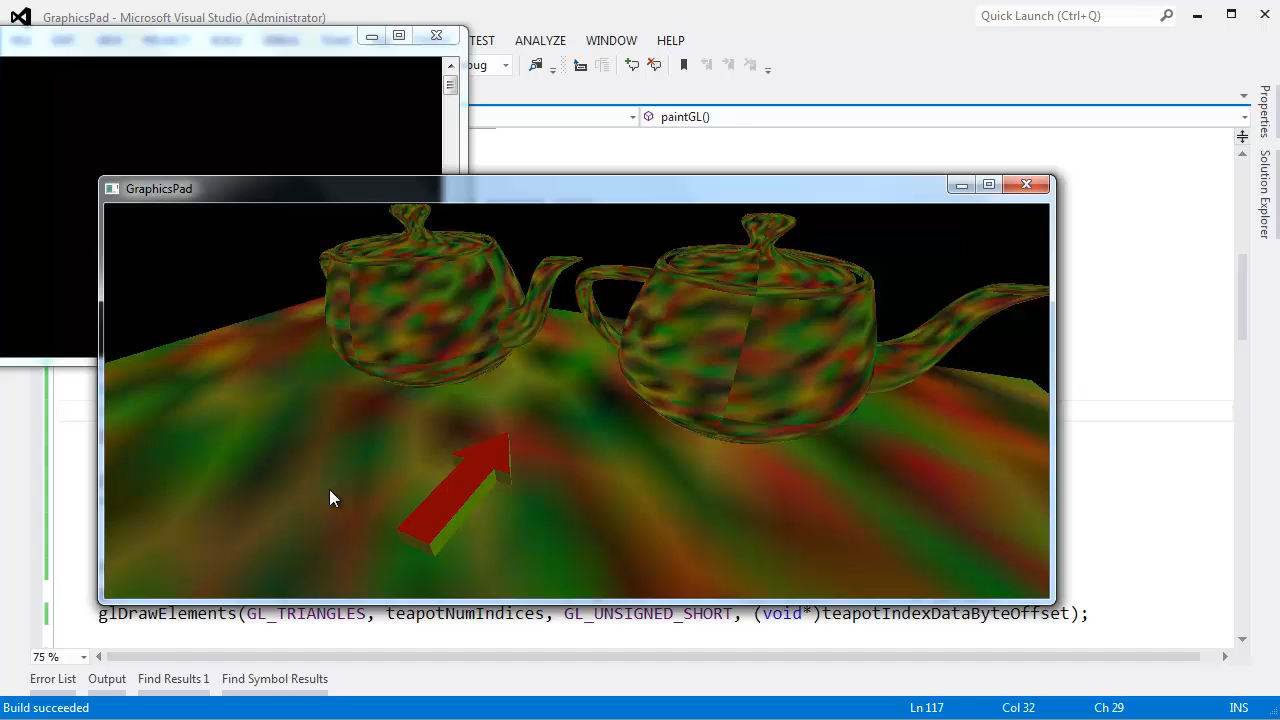 GraphicsPad - Microsoft Visual Studio (Administrator)
Quick Launch (Ctrl+Q)
TEST ANALYZE WINDOW HELP
bug
paintGL()
Properties
Solution Explorer
GraphicsPad
glDrawElements(GL_TRIANGLES, teapotNumIndices, GL_UNSIGNED_SHORT, (void*)teapotIndexDataByteOffset);
75 %
Error List Output Find Results 1 Find Symbol Results
Build succeeded Ln 117 Col 32 Ch 29 INS